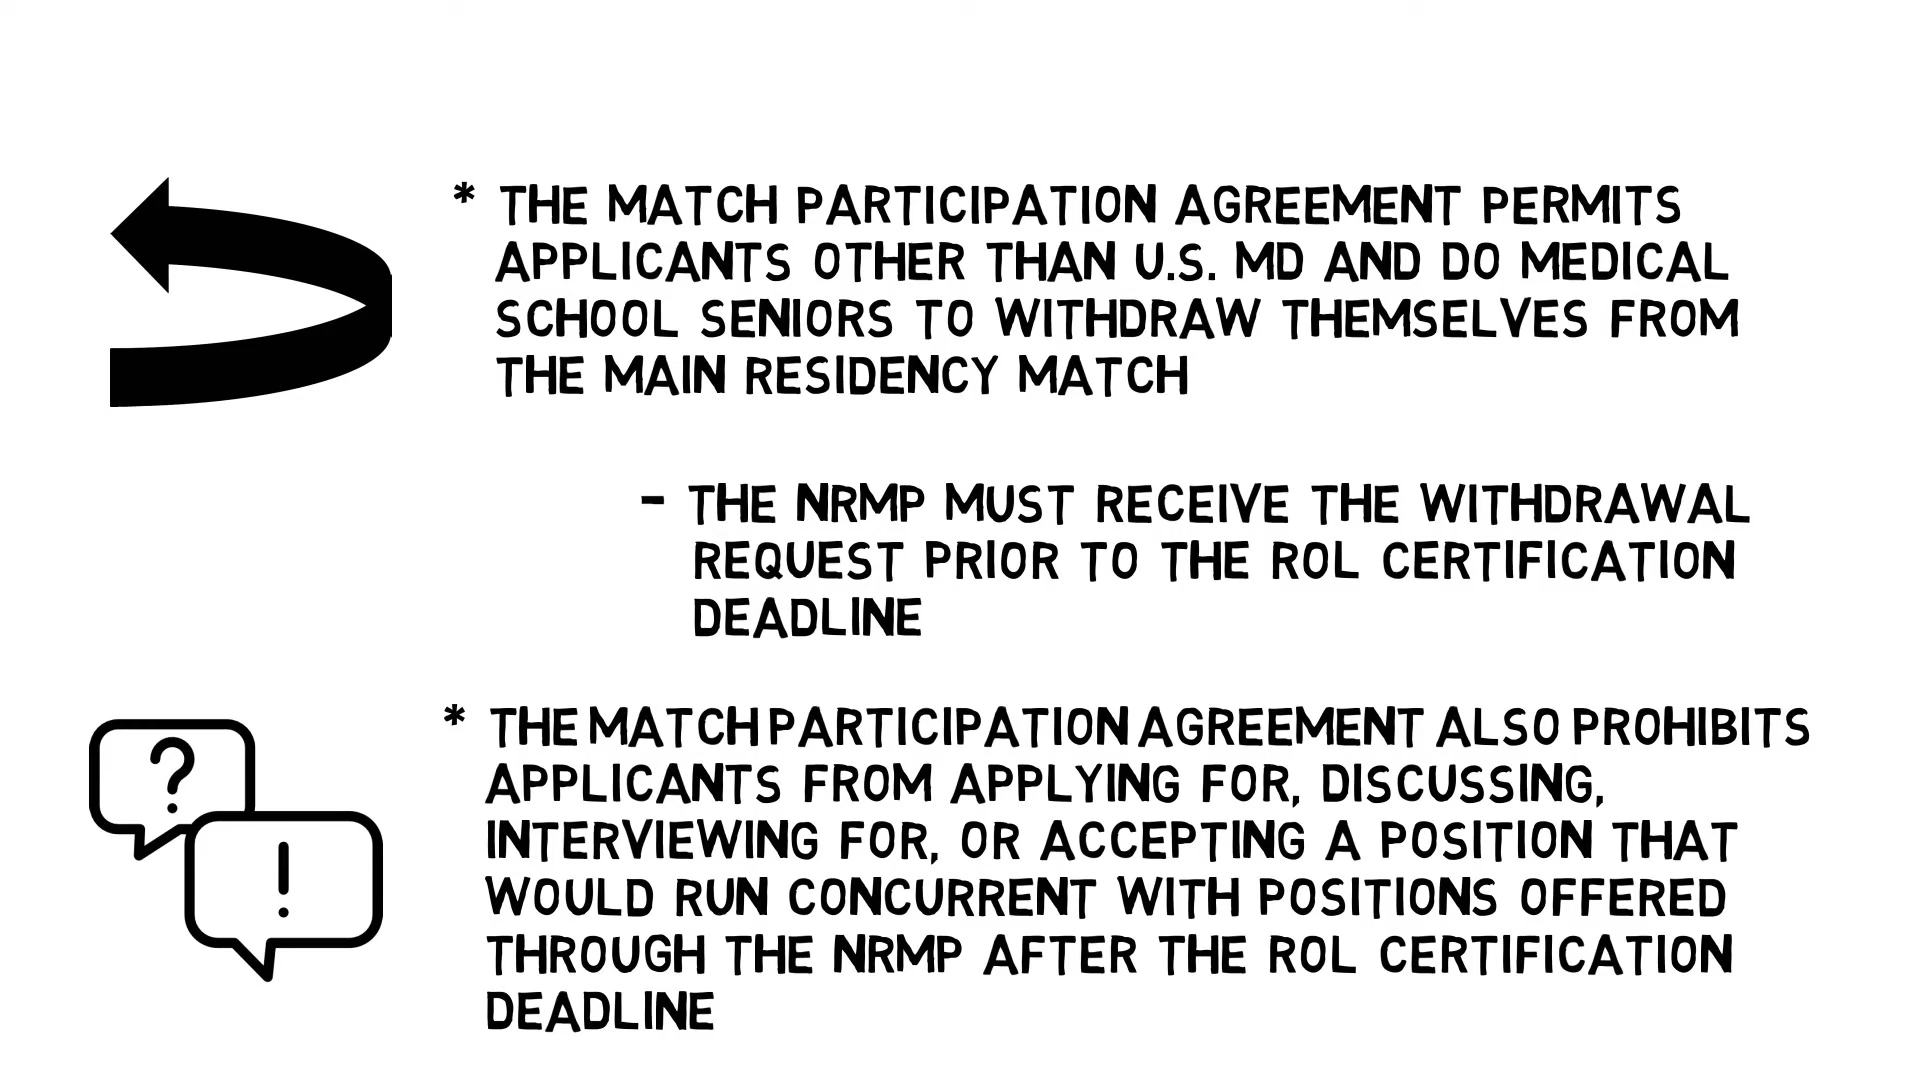 * THE MATCH PARTICIPATION AGREEMENT PERMITS
APPLICANTS OTHER THAN U.S. MD AND DO MEDICAL
SCHOOL SENIORS TO WITHDRAW THEMSELVES FROM
THE MAIN RESIDENCY MATCH
- THE NRMP MUST RECEIVE THE WITHDRAWAL
REQUEST PRIOR TO THE ROL CERTIFICATION
DEADLINE
* THE MATCH PARTICIPATION AGREEMENT ALSO PROHIBITS
APPLICANTS FROM APPLYING FOR, DISCUSSING,
INTERVIEWING FOR, OR ACCEPTING A POSITION THAT
WOULD RUN CONCURRENT WITH POSITIONS OFFERED
THROUGH THE NRMP AFTER THE ROL CERTIFICATION
DEADLINE
?
!